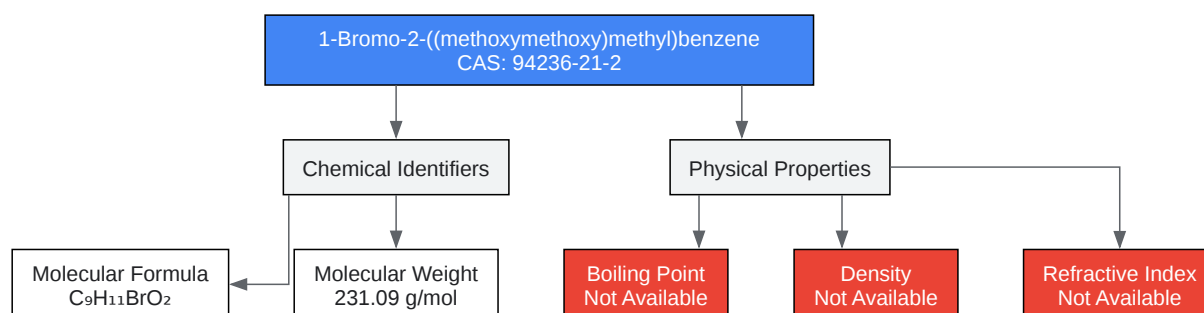 1-Bromo-2-((methoxymethoxy)methyl)benzene
CAS: 94236-21-2
Chemical Identifiers
Physical Properties
Molecular Formula
C₉H₁₁BrO₂
Molecular Weight
231.09 g/mol
Boiling Point
Not Available
Density
Not Available
Refractive Index
Not Available